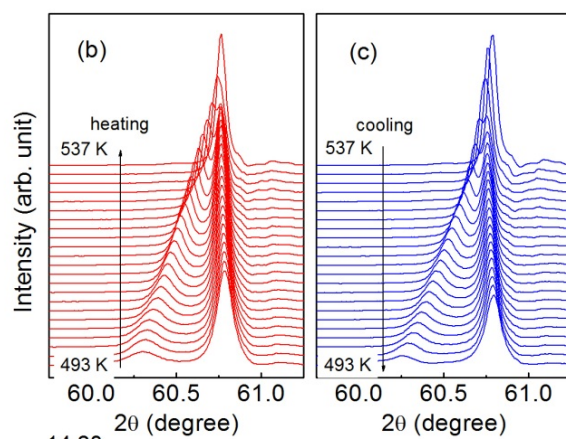 (b)
heating
537 K
493 K
60.0 60.5 61.0
2θ (degree)
Intensity (arb. unit)
(c)
cooling
537 K
493 K
60.0 60.5 61.0
2θ (degree)